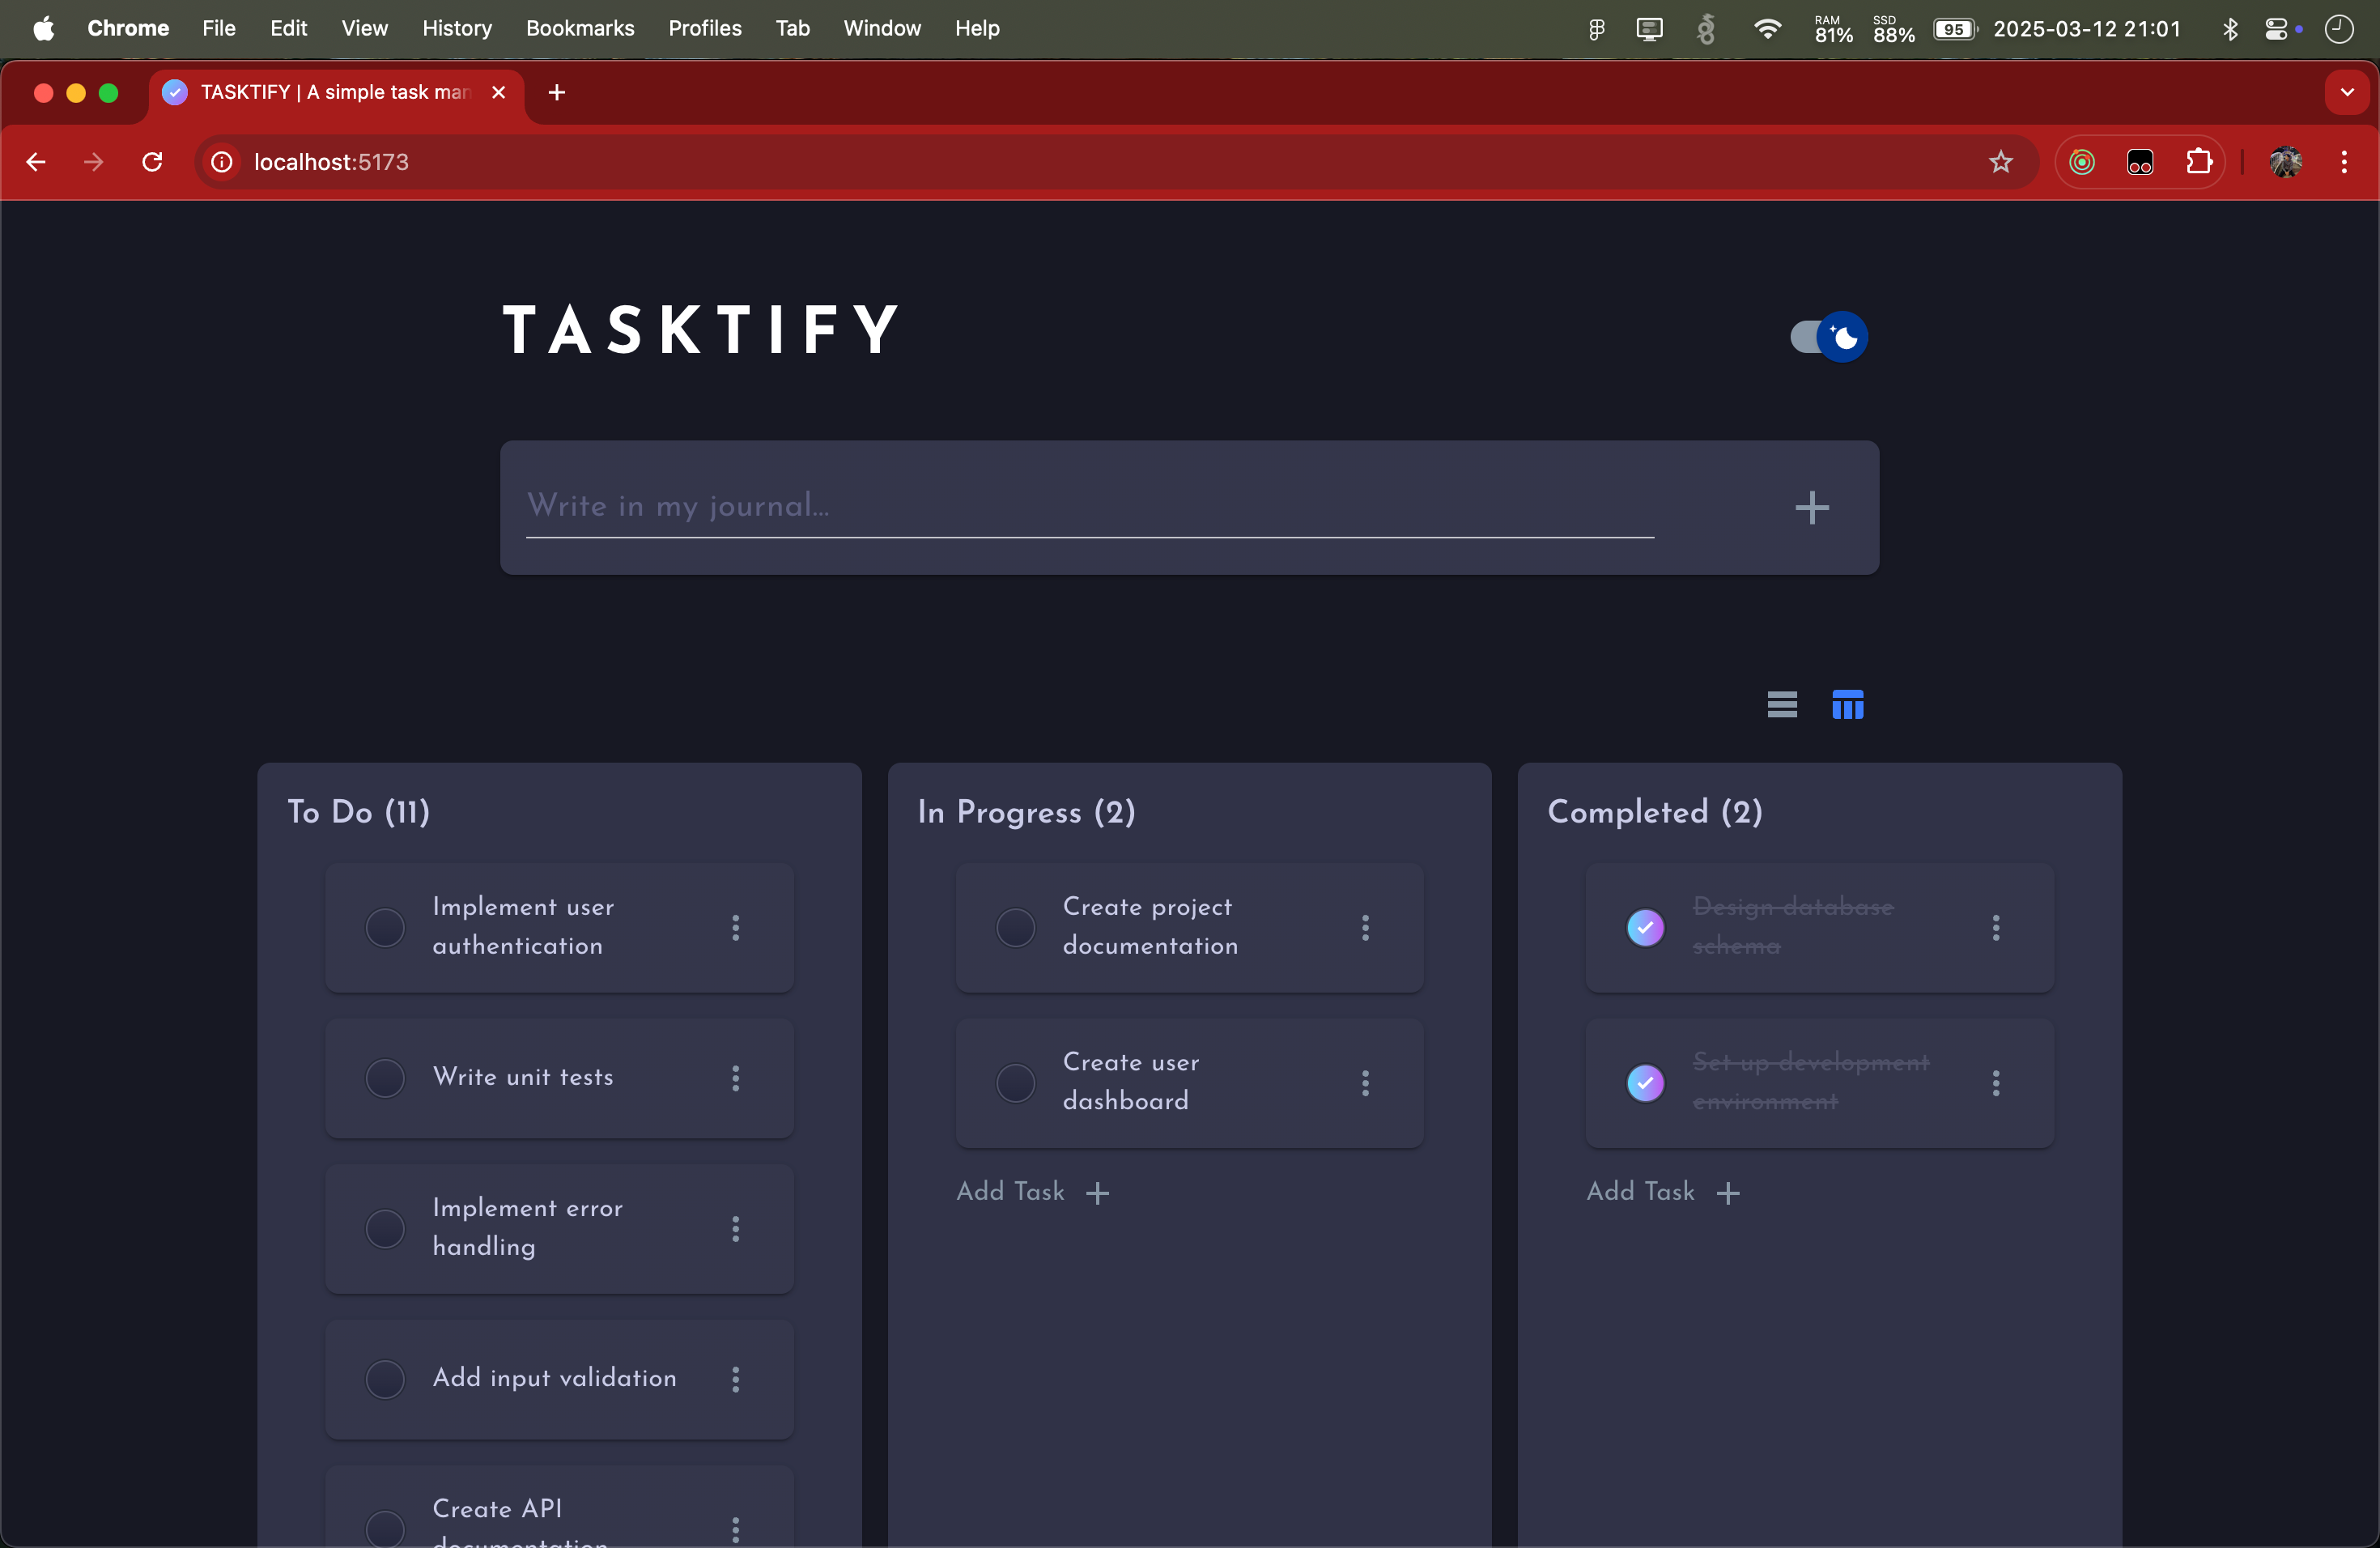 Chrome File Edit View History Bookmarks Profiles Tab Window Help
RAM 81% SSD 88% 95 2025-03-12 21:01
TASKTIFY | A simple task man
localhost:5173
TASKTIFY
Write in my journal...
To Do (11)
Implement user
authentication
Write unit tests
Implement error
handling
Add input validation
Create API
documentation
In Progress (2)
Create project
documentation
Create user
dashboard
Add Task
Completed (2)
Design database
schema
Set up development
environment
Add Task